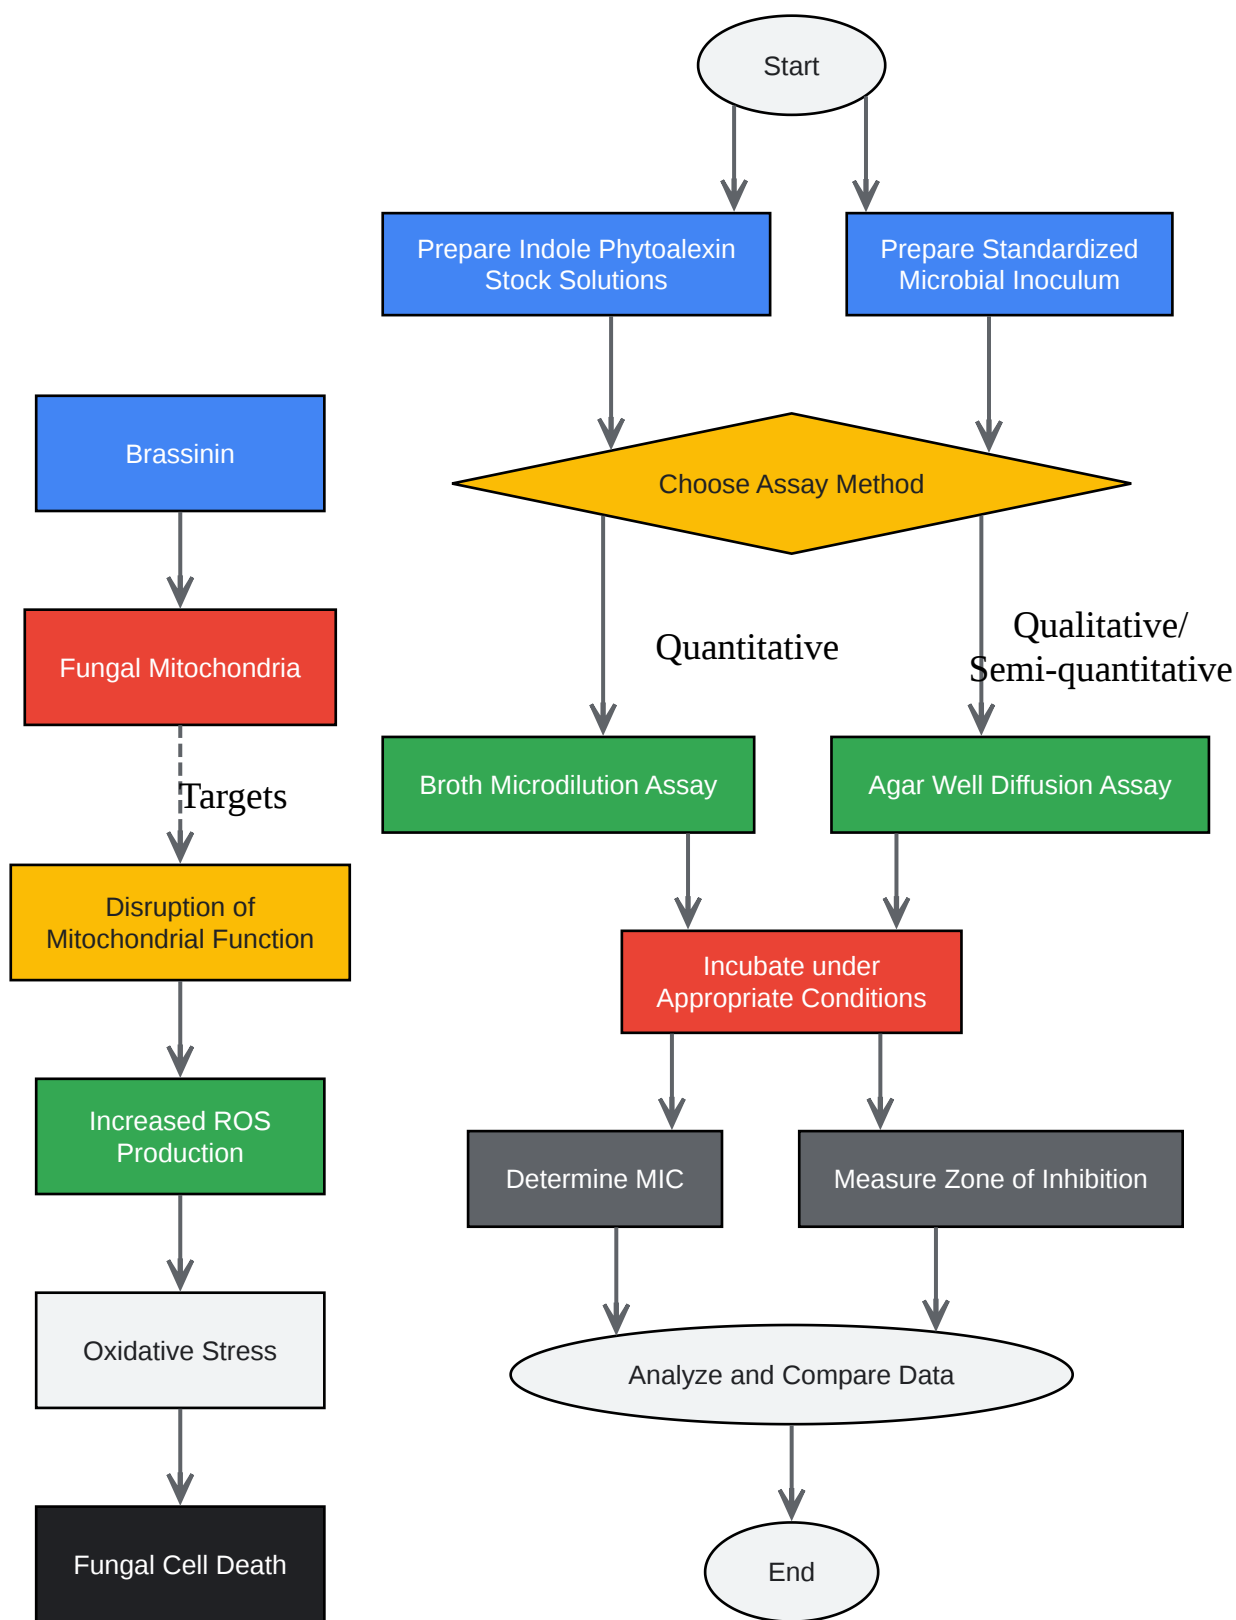 Start
Prepare Indole Phytoalexin
Stock Solutions
Prepare Standardized
Microbial Inoculum
Choose Assay Method
Quantitative
Qualitative/
Semi-quantitative
Broth Microdilution Assay
Agar Well Diffusion Assay
Incubate under
Appropriate Conditions
Determine MIC
Measure Zone of Inhibition
Analyze and Compare Data
End
Brassinin
Fungal Mitochondria
Targets
Disruption of
Mitochondrial Function
Increased ROS
Production
Oxidative Stress
Fungal Cell Death